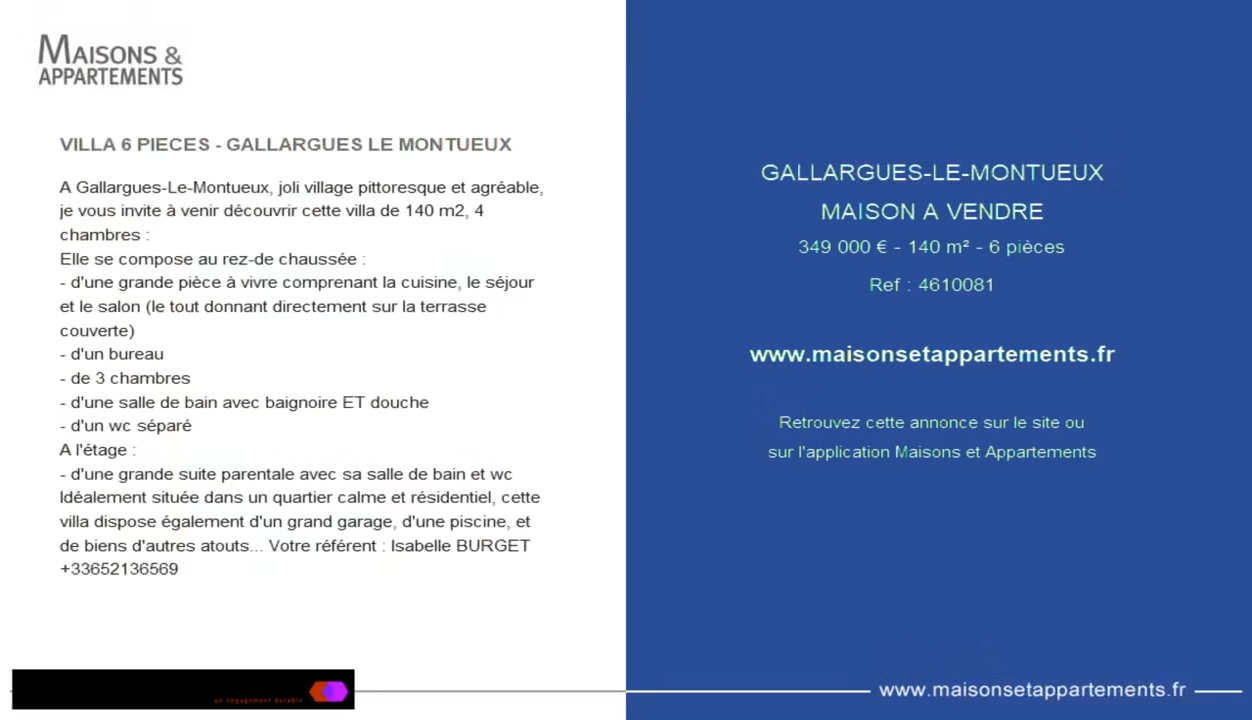 MAISONS &
APPARTEMENTS
VILLA 6 PIECES - GALLARGUES LE MONTUEUX
A Gallargues-Le-Montueux, joli village pittoresque et agréable,
je vous invite à venir découvrir cette villa de 140 m2, 4
chambres :
Elle se compose au rez-de chaussée :
- d'une grande pièce à vivre comprenant la cuisine, le séjour
et le salon (le tout donnant directement sur la terrasse
couverte)
- d'un bureau
- de 3 chambres
- d'une salle de bain avec baignoire ET douche
- d'un wc séparé
A l'étage :
- d'une grande suite parentale avec sa salle de bain et wc
Idéalement située dans un quartier calme et résidentiel, cette
villa dispose également d'un grand garage, d'une piscine, et
de biens d'autres atouts... Votre référent : Isabelle BURGET
+33652136569
un engagement durable
GALLARGUES-LE-MONTUEUX
MAISON A VENDRE
349 000 € - 140 m² - 6 pièces
Ref : 4610081
www.maisonsetappartements.fr
Retrouvez cette annonce sur le site ou
sur l'application Maisons et Appartements
www.maisonsetappartements.fr